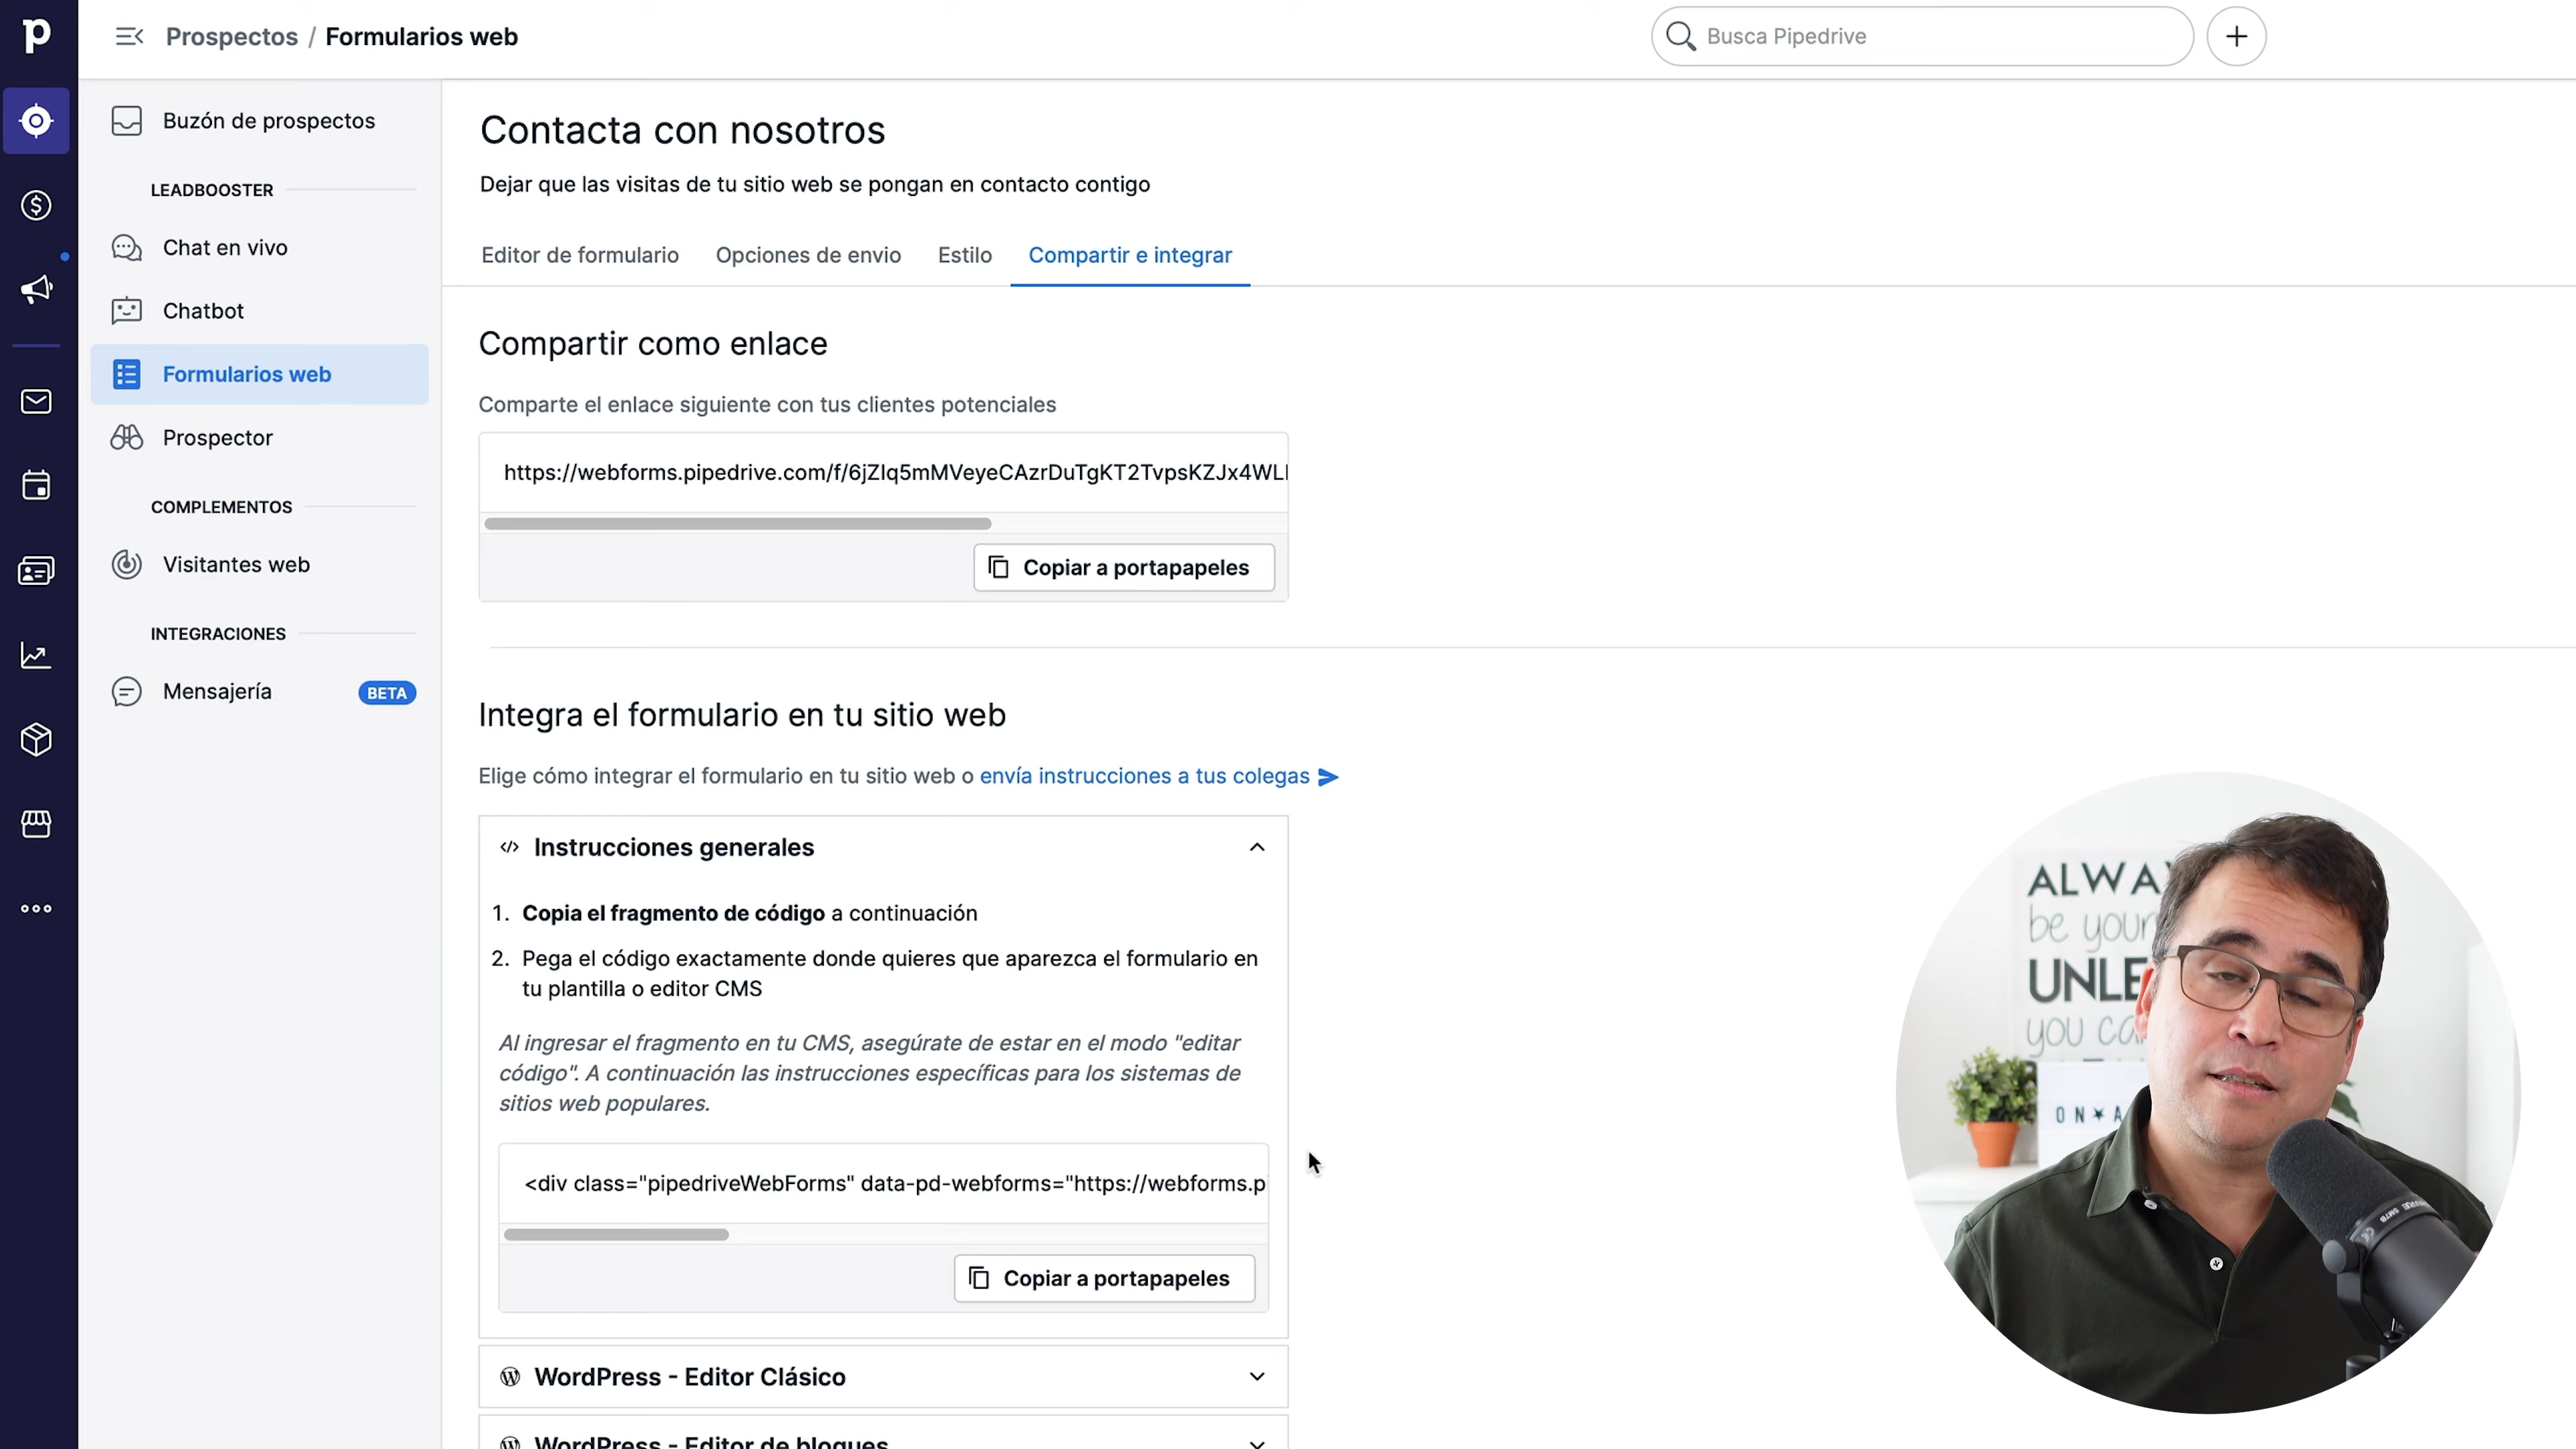 p
Prospectos / Formularios web
Busca Pipedrive
Buzón de prospectos
LEADBOOSTER
Chat en vivo
Chatbot
Formularios web
Prospector
COMPLEMENTOS
Visitantes web
INTEGRACIONES
Mensajería BETA
Contacta con nosotros
Dejar que las visitas de tu sitio web se pongan en contacto contigo
Editor de formulario Opciones de envio Estilo Compartir e integrar
Compartir como enlace
Comparte el enlace siguiente con tus clientes potenciales
https://webforms.pipedrive.com/f/6jZIq5mMVeyeCAzrDuTgKT2TvpsKZJx4WL
Copiar a portapapeles
Integra el formulario en tu sitio web
Elige cómo integrar el formulario en tu sitio web o envía instrucciones a tus colegas
</> Instrucciones generales
1. Copia el fragmento de código a continuación
2. Pega el código exactamente donde quieres que aparezca el formulario en
tu plantilla o editor CMS
Al ingresar el fragmento en tu CMS, asegúrate de estar en el modo "editar
código". A continuación las instrucciones específicas para los sistemas de
sitios web populares.
<div class="pipedriveWebForms" data-pd-webforms="https://webforms.p
Copiar a portapapeles
WordPress - Editor Clásico
WordPress - Editor de bloques
ALWA
be your
UNLE
you ca
ON★A
SM7B